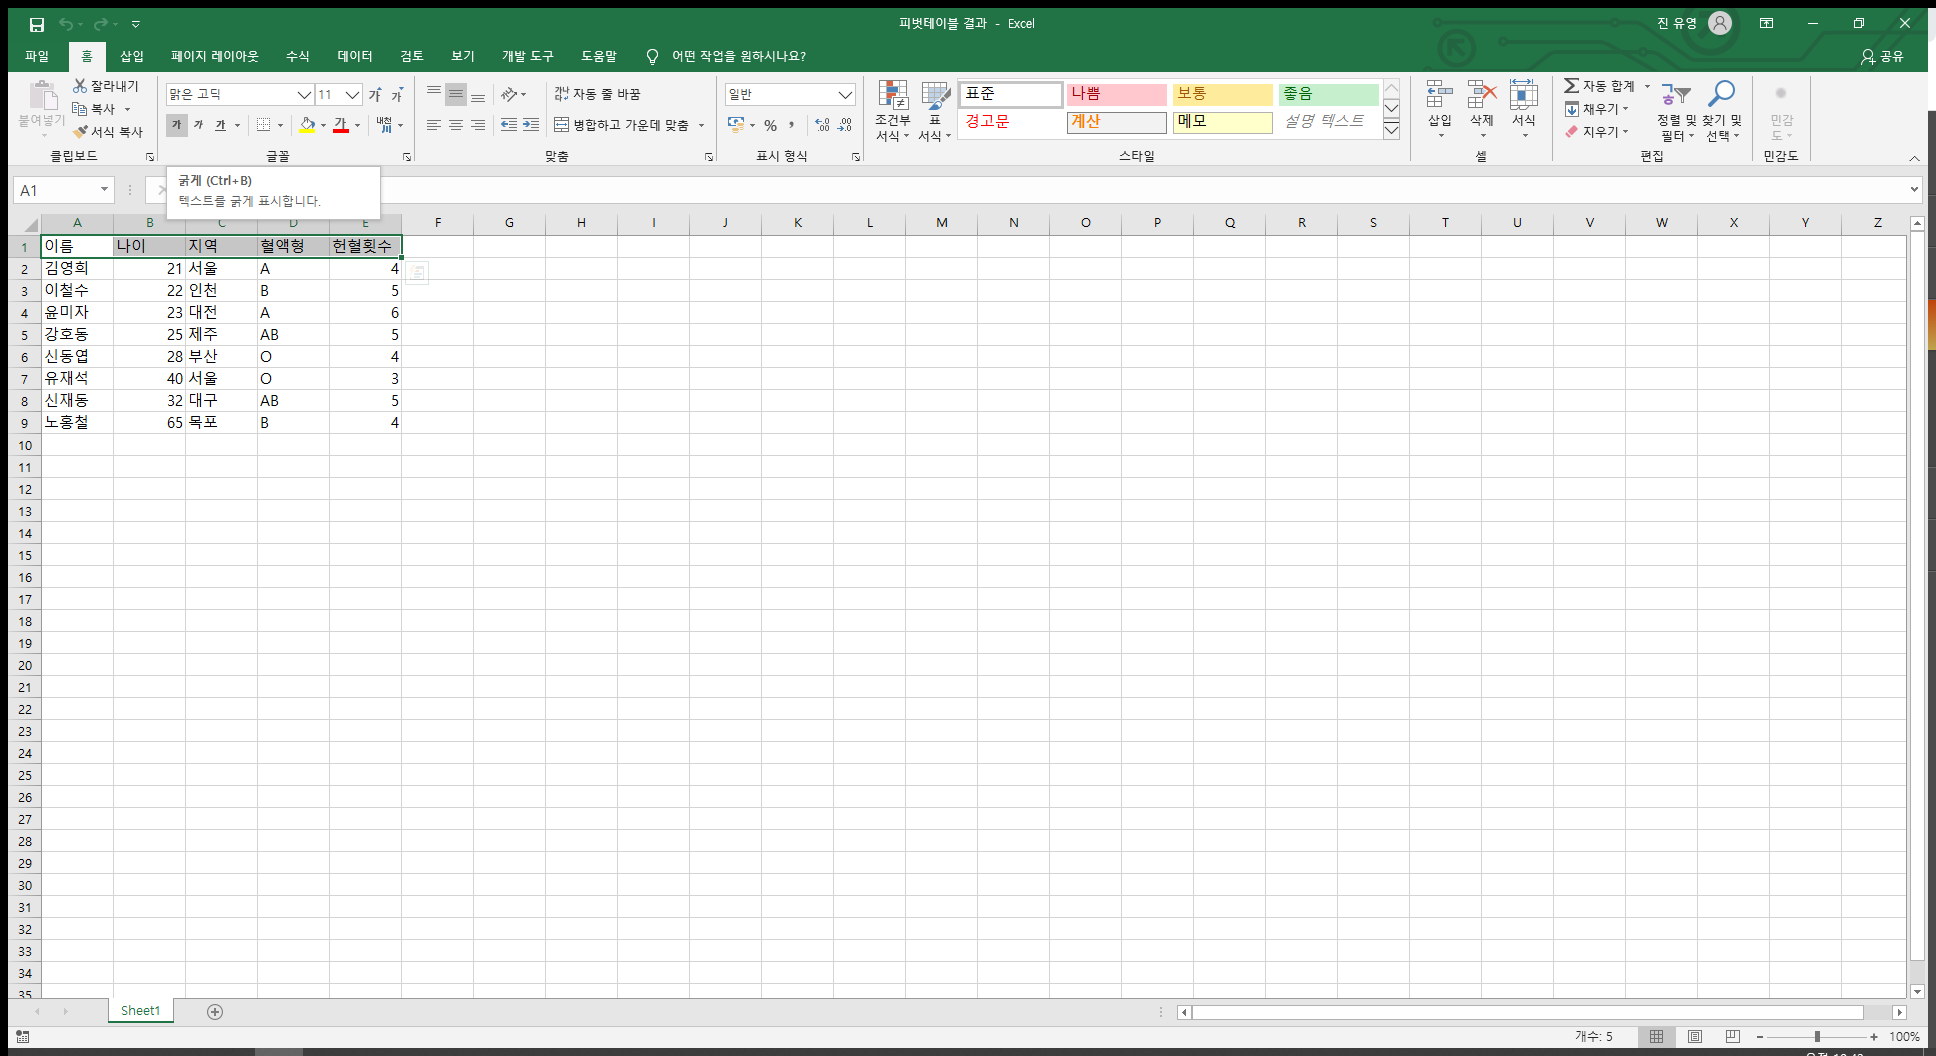 피벗테이블 결과 - Excel
진 유영
파일 홈 삽입 페이지 레이아웃 수식 데이터 검토 보기 개발 도구 도움말 어떤 작업을 원하시나요? 공유
붙여넣기
잘라내기
복사
서식 복사
클립보드
맑은 고딕 11 가 가
가 가 가 가 내천
글꼴
자동 줄 바꿈
병합하고 가운데 맞춤
맞춤
일반
% , .00 .00
표시 형식
조건부 서식
표 서식
표준 나쁨 보통 좋음
경고문 계산 메모 설명 텍스트
스타일
삽입 삭제 서식
셀
자동 합계
채우기
지우기
정렬 및 필터
찾기 및 선택
편집
민감도
민감도
A1
굵게 (Ctrl+B)
텍스트를 굵게 표시합니다.
A B C D E F G H I J K L M N O P Q R S T U V W X Y Z
1 이름 나이 지역 혈액형 헌혈횟수
2 김영희 21 서울 A 4
3 이철수 22 인천 B 5
4 윤미자 23 대전 A 6
5 강호동 25 제주 AB 5
6 신동엽 28 부산 O 4
7 유재석 40 서울 O 3
8 신재동 32 대구 AB 5
9 노홍철 65 목포 B 4
10
11
12
13
14
15
16
17
18
19
20
21
22
23
24
25
26
27
28
29
30
31
32
33
34
35
Sheet1
개수: 5 100%